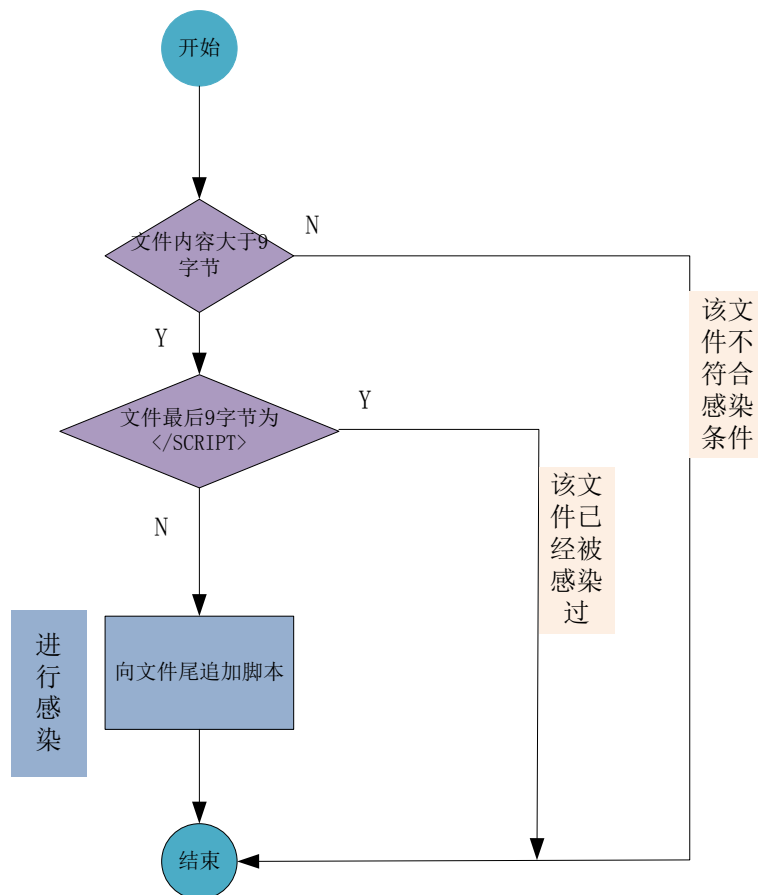 开始
文件内容大于9
字节
N
Y
该文
件不
符合
感染
条件
文件最后9字节为
</SCRIPT>
Y
N
该文
件已
经被
感染
过
进
行
感
染
向文件尾追加脚本
结束